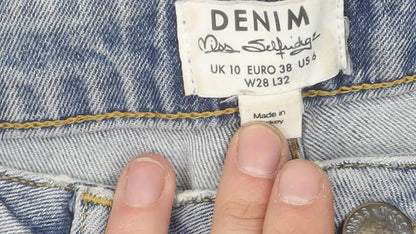 DENIM
Miss Selfridge
UK 10 EURO 38 US 6
W28 L32
Made in